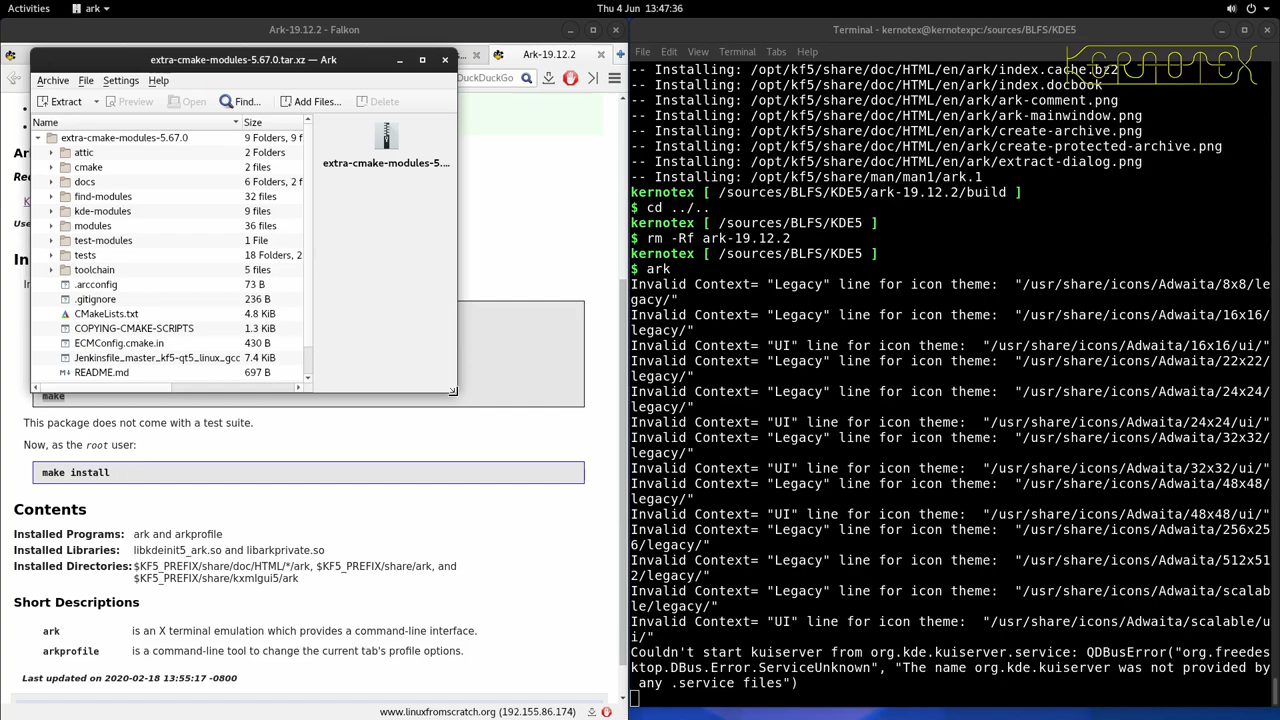 Activities
ark
Thu 4 Jun 13:47:36
Ark-19.12.2 - Falkon
Ark-19.12.2
DuckDuckGo
extra-cmake-modules-5.67.0.tar.xz — Ark
Archive File Settings Help
Extract Preview Open Find... Add Files... Delete
Name Size
extra-cmake-modules-5.67.0 9 Folders, 9 f
attic 2 Folders
cmake 2 files
docs 6 Folders, 2 f
find-modules 32 files
kde-modules 9 files
modules 36 files
test-modules 1 File
tests 18 Folders, 2
toolchain 5 files
.arcconfig 73 B
.gitignore 236 B
CMakeLists.txt 4.8 KiB
COPYING-CMAKE-SCRIPTS 1.3 KiB
ECMConfig.cmake.in 430 B
Jenkinsfile_master_kf5-qt5_linux_gcc 7.4 KiB
README.md 697 B
extra-cmake-modules-5....
make
This package does not come with a test suite.
Now, as the root user:
make install
Contents
Installed Programs: ark and arkprofile
Installed Libraries: libkdeinit5_ark.so and libarkprivate.so
Installed Directories: $KF5_PREFIX/share/doc/HTML/*/ark, $KF5_PREFIX/share/ark, and
$KF5_PREFIX/share/kxmlgui5/ark
Short Descriptions
ark is an X terminal emulation which provides a command-line interface.
arkprofile is a command-line tool to change the current tab's profile options.
Last updated on 2020-02-18 13:55:17 -0800
www.linuxfromscratch.org (192.155.86.174)
Terminal - kernotex@kernotexpc:/sources/BLFS/KDE5
File Edit View Terminal Tabs Help
KERNOTEX
-- Installing: /opt/kf5/share/doc/HTML/en/ark/index.cache.bz2
-- Installing: /opt/kf5/share/doc/HTML/en/ark/index.docbook
-- Installing: /opt/kf5/share/doc/HTML/en/ark/ark-comment.png
-- Installing: /opt/kf5/share/doc/HTML/en/ark/ark-mainwindow.png
-- Installing: /opt/kf5/share/doc/HTML/en/ark/create-archive.png
-- Installing: /opt/kf5/share/doc/HTML/en/ark/create-protected-archive.png
-- Installing: /opt/kf5/share/doc/HTML/en/ark/extract-dialog.png
-- Installing: /opt/kf5/share/man/man1/ark.1
kernotex [ /sources/BLFS/KDE5/ark-19.12.2/build ]
$ cd ../..
kernotex [ /sources/BLFS/KDE5 ]
$ rm -Rf ark-19.12.2
kernotex [ /sources/BLFS/KDE5 ]
$ ark
Invalid Context= "Legacy" line for icon theme:  "/usr/share/icons/Adwaita/8x8/le
gacy/"
Invalid Context= "Legacy" line for icon theme:  "/usr/share/icons/Adwaita/16x16/
legacy/"
Invalid Context= "UI" line for icon theme:  "/usr/share/icons/Adwaita/16x16/ui/"
Invalid Context= "Legacy" line for icon theme:  "/usr/share/icons/Adwaita/22x22/
legacy/"
Invalid Context= "Legacy" line for icon theme:  "/usr/share/icons/Adwaita/24x24/
legacy/"
Invalid Context= "UI" line for icon theme:  "/usr/share/icons/Adwaita/24x24/ui/"
Invalid Context= "Legacy" line for icon theme:  "/usr/share/icons/Adwaita/32x32/
legacy/"
Invalid Context= "UI" line for icon theme:  "/usr/share/icons/Adwaita/32x32/ui/"
Invalid Context= "Legacy" line for icon theme:  "/usr/share/icons/Adwaita/48x48/
legacy/"
Invalid Context= "UI" line for icon theme:  "/usr/share/icons/Adwaita/48x48/ui/"
Invalid Context= "Legacy" line for icon theme:  "/usr/share/icons/Adwaita/256x25
6/legacy/"
Invalid Context= "Legacy" line for icon theme:  "/usr/share/icons/Adwaita/512x51
2/legacy/"
Invalid Context= "Legacy" line for icon theme:  "/usr/share/icons/Adwaita/scalab
le/legacy/"
Invalid Context= "UI" line for icon theme:  "/usr/share/icons/Adwaita/scalable/u
i/"
Couldn't start kuiserver from org.kde.kuiserver.service: QDBusError("org.freedes
ktop.DBus.Error.ServiceUnknown", "The name org.kde.kuiserver was not provided by
any .service files")